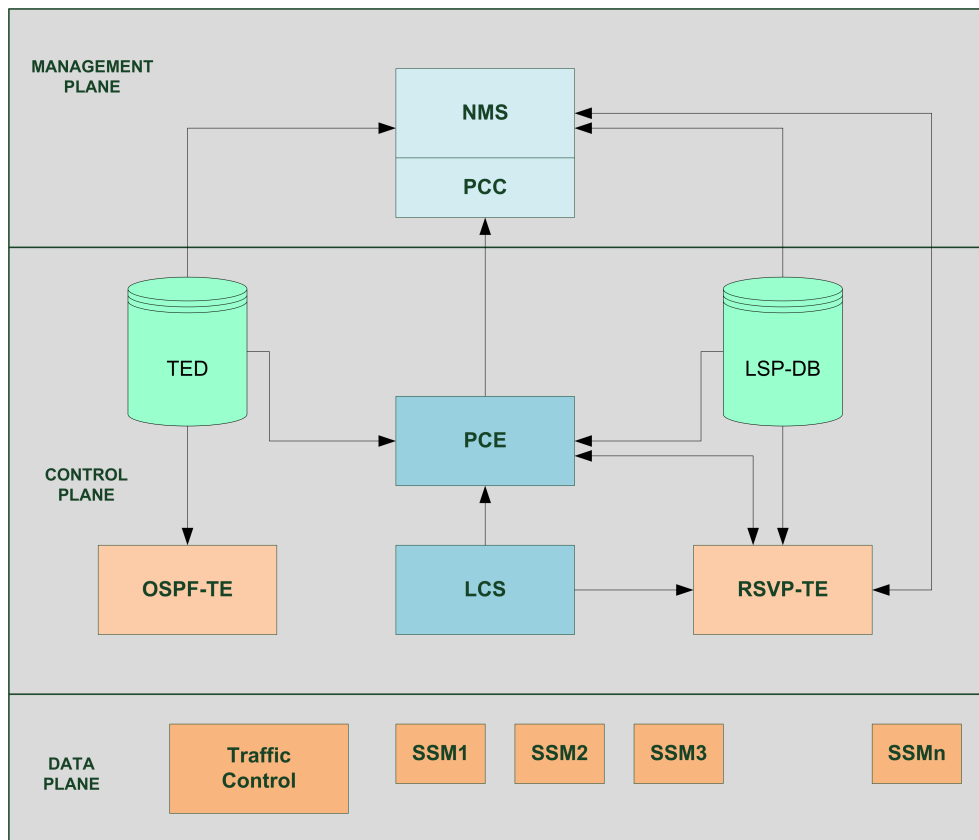 MANAGEMENT
PLANE
NMS
PCC
TED
LSP-DB
PCE
CONTROL
PLANE
OSPF-TE
LCS
RSVP-TE
DATA
PLANE
Traffic
Control
SSM1
SSM2
SSM3
SSMn